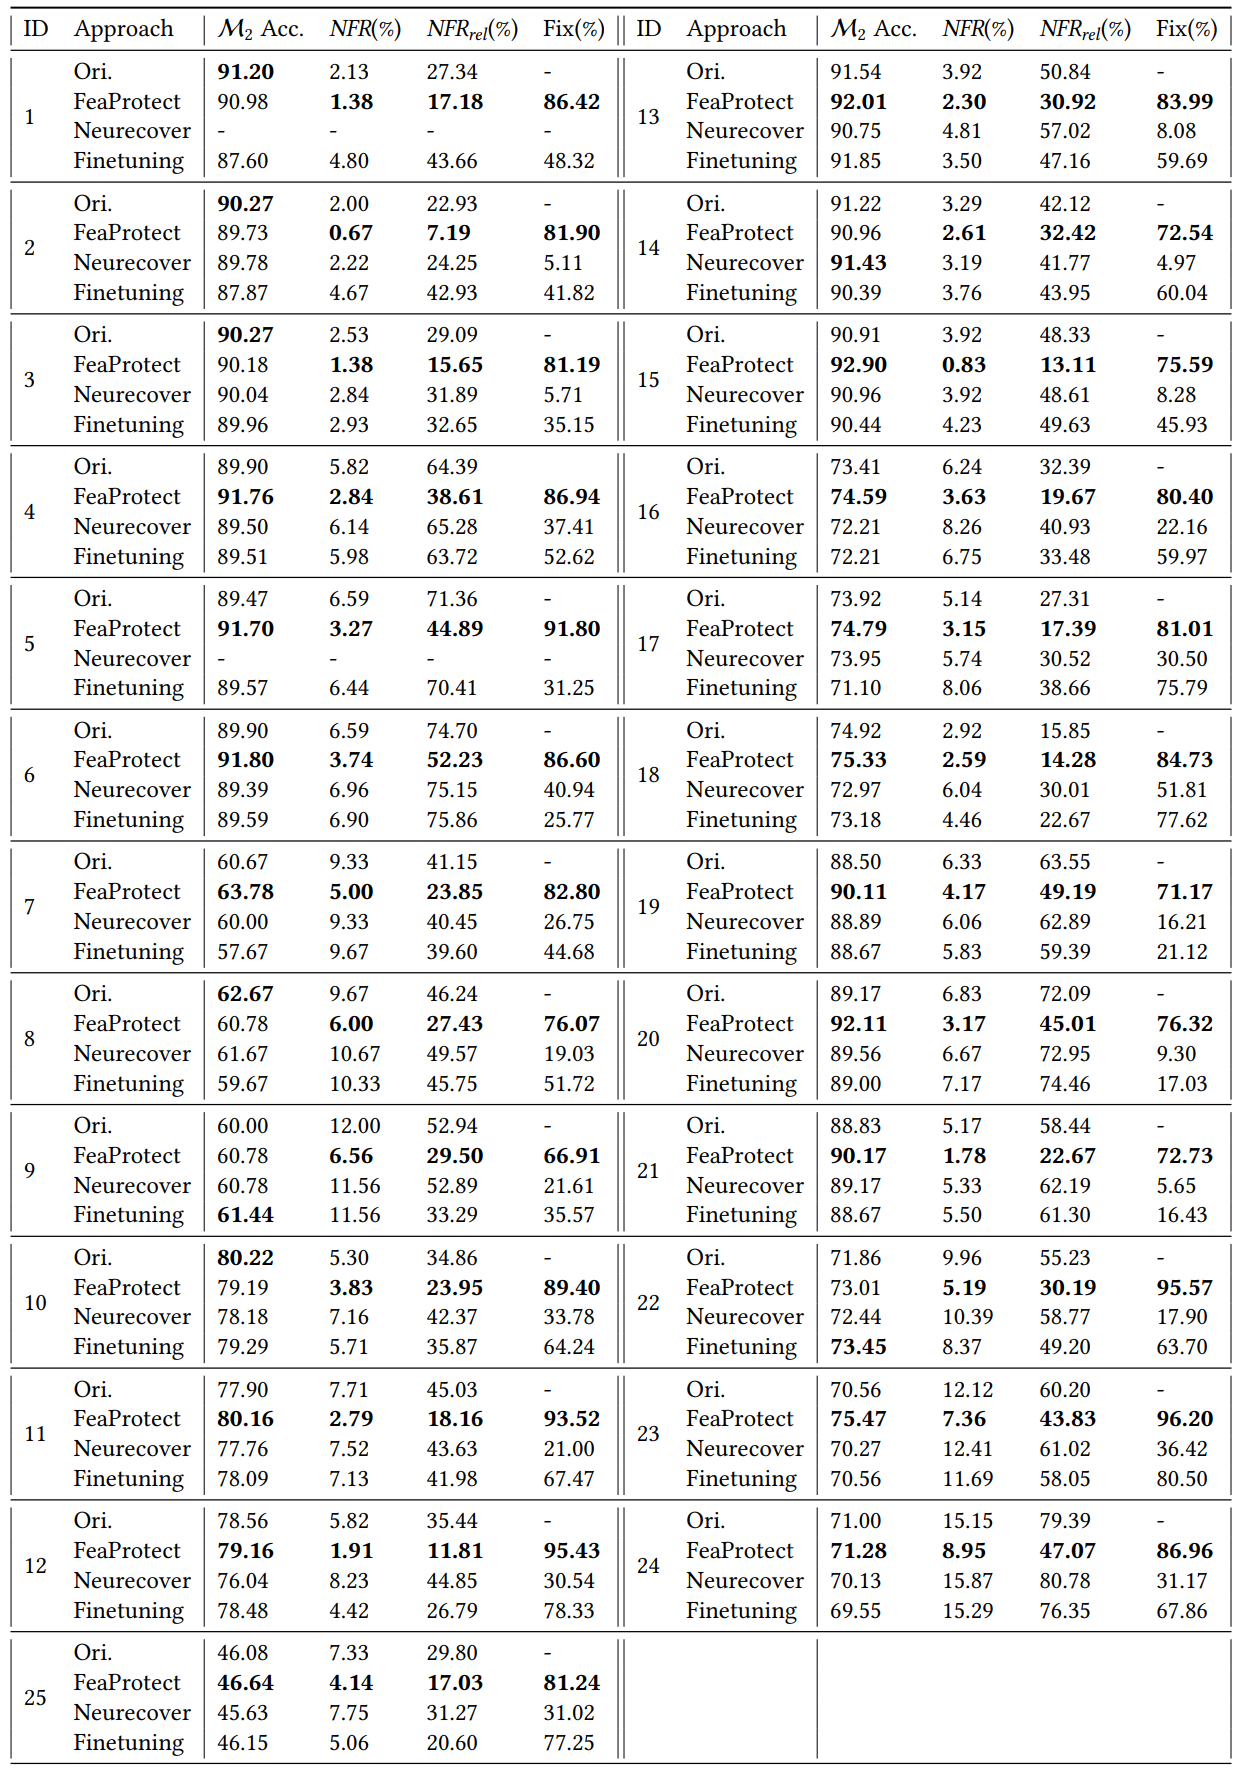 ID Approach M2 Acc. NFR(%) NFRrel(%) Fix(%) ID Approach M2 Acc. NFR(%) NFRrel(%) Fix(%)
Ori. 91.20 2.13 27.34 - Ori. 91.54 3.92 50.84 -
1 FeaProtect 90.98 1.38 17.18 86.42 13 FeaProtect 92.01 2.30 30.92 83.99
Neurecover - - - - Neurecover 90.75 4.81 57.02 8.08
Finetuning 87.60 4.80 43.66 48.32 Finetuning 91.85 3.50 47.16 59.69
Ori. 90.27 2.00 22.93 - Ori. 91.22 3.29 42.12 -
2 FeaProtect 89.73 0.67 7.19 81.90 14 FeaProtect 90.96 2.61 32.42 72.54
Neurecover 89.78 2.22 24.25 5.11 Neurecover 91.43 3.19 41.77 4.97
Finetuning 87.87 4.67 42.93 41.82 Finetuning 90.39 3.76 43.95 60.04
Ori. 90.27 2.53 29.09 - Ori. 90.91 3.92 48.33 -
3 FeaProtect 90.18 1.38 15.65 81.19 15 FeaProtect 92.90 0.83 13.11 75.59
Neurecover 90.04 2.84 31.89 5.71 Neurecover 90.96 3.92 48.61 8.28
Finetuning 89.96 2.93 32.65 35.15 Finetuning 90.44 4.23 49.63 45.93
Ori. 89.90 5.82 64.39 Ori. 73.41 6.24 32.39 -
4 FeaProtect 91.76 2.84 38.61 86.94 16 FeaProtect 74.59 3.63 19.67 80.40
Neurecover 89.50 6.14 65.28 37.41 Neurecover 72.21 8.26 40.93 22.16
Finetuning 89.51 5.98 63.72 52.62 Finetuning 72.21 6.75 33.48 59.97
Ori. 89.47 6.59 71.36 - Ori. 73.92 5.14 27.31 -
5 FeaProtect 91.70 3.27 44.89 91.80 17 FeaProtect 74.79 3.15 17.39 81.01
Neurecover - - - - Neurecover 73.95 5.74 30.52 30.50
Finetuning 89.57 6.44 70.41 31.25 Finetuning 71.10 8.06 38.66 75.79
Ori. 89.90 6.59 74.70 - Ori. 74.92 2.92 15.85 -
6 FeaProtect 91.80 3.74 52.23 86.60 18 FeaProtect 75.33 2.59 14.28 84.73
Neurecover 89.39 6.96 75.15 40.94 Neurecover 72.97 6.04 30.01 51.81
Finetuning 89.59 6.90 75.86 25.77 Finetuning 73.18 4.46 22.67 77.62
Ori. 60.67 9.33 41.15 - Ori. 88.50 6.33 63.55 -
7 FeaProtect 63.78 5.00 23.85 82.80 19 FeaProtect 90.11 4.17 49.19 71.17
Neurecover 60.00 9.33 40.45 26.75 Neurecover 88.89 6.06 62.89 16.21
Finetuning 57.67 9.67 39.60 44.68 Finetuning 88.67 5.83 59.39 21.12
Ori. 62.67 9.67 46.24 - Ori. 89.17 6.83 72.09 -
8 FeaProtect 60.78 6.00 27.43 76.07 20 FeaProtect 92.11 3.17 45.01 76.32
Neurecover 61.67 10.67 49.57 19.03 Neurecover 89.56 6.67 72.95 9.30
Finetuning 59.67 10.33 45.75 51.72 Finetuning 89.00 7.17 74.46 17.03
Ori. 60.00 12.00 52.94 - Ori. 88.83 5.17 58.44 -
9 FeaProtect 60.78 6.56 29.50 66.91 21 FeaProtect 90.17 1.78 22.67 72.73
Neurecover 60.78 11.56 52.89 21.61 Neurecover 89.17 5.33 62.19 5.65
Finetuning 61.44 11.56 33.29 35.57 Finetuning 88.67 5.50 61.30 16.43
Ori. 80.22 5.30 34.86 - Ori. 71.86 9.96 55.23 -
10 FeaProtect 79.19 3.83 23.95 89.40 22 FeaProtect 73.01 5.19 30.19 95.57
Neurecover 78.18 7.16 42.37 33.78 Neurecover 72.44 10.39 58.77 17.90
Finetuning 79.29 5.71 35.87 64.24 Finetuning 73.45 8.37 49.20 63.70
Ori. 77.90 7.71 45.03 - Ori. 70.56 12.12 60.20 -
11 FeaProtect 80.16 2.79 18.16 93.52 23 FeaProtect 75.47 7.36 43.83 96.20
Neurecover 77.76 7.52 43.63 21.00 Neurecover 70.27 12.41 61.02 36.42
Finetuning 78.09 7.13 41.98 67.47 Finetuning 70.56 11.69 58.05 80.50
Ori. 78.56 5.82 35.44 - Ori. 71.00 15.15 79.39 -
12 FeaProtect 79.16 1.91 11.81 95.43 24 FeaProtect 71.28 8.95 47.07 86.96
Neurecover 76.04 8.23 44.85 30.54 Neurecover 70.13 15.87 80.78 31.17
Finetuning 78.48 4.42 26.79 78.33 Finetuning 69.55 15.29 76.35 67.86
Ori. 46.08 7.33 29.80 -
25 FeaProtect 46.64 4.14 17.03 81.24
Neurecover 45.63 7.75 31.27 31.02
Finetuning 46.15 5.06 20.60 77.25